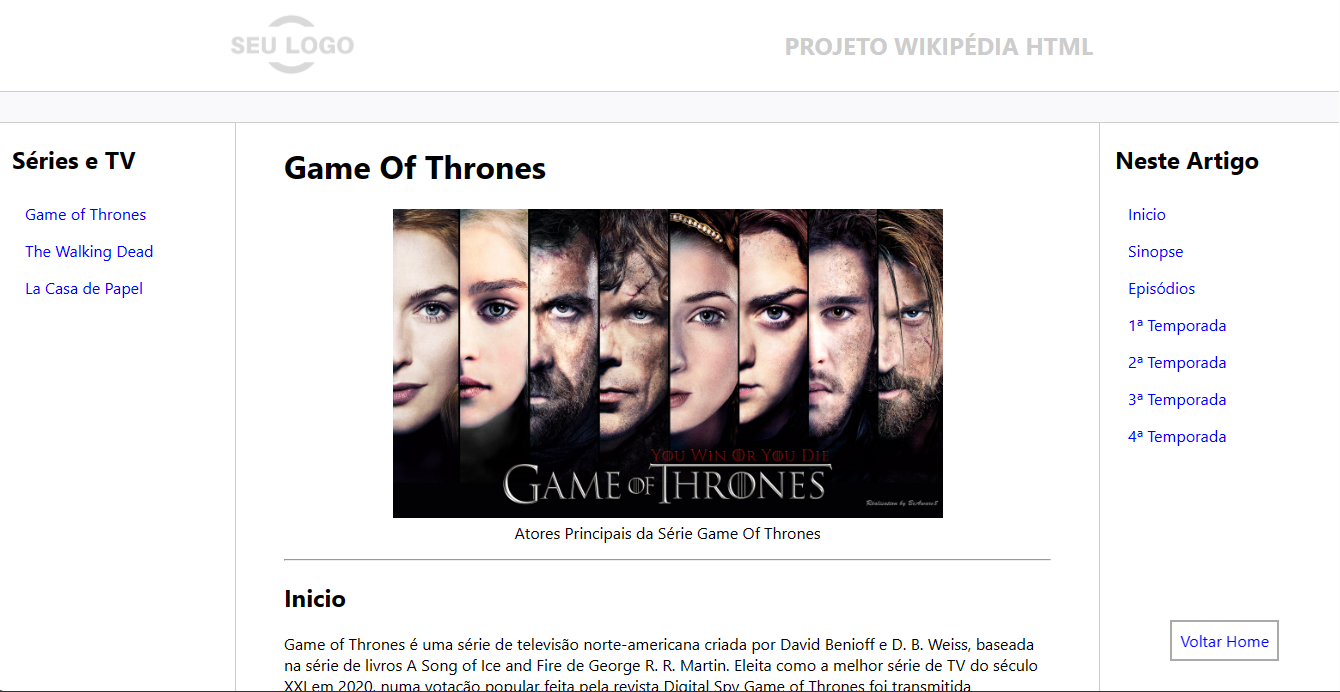 SEU LOGO
PROJETO WIKIPÉDIA HTML
Séries e TV
Game of Thrones
The Walking Dead
La Casa de Papel
Game Of Thrones
YOU WIN OR YOU DIE
GAME OF THRONES
Realisation by BeAware8
Atores Principais da Série Game Of Thrones
Inicio
Game of Thrones é uma série de televisão norte-americana criada por David Benioff e D. B. Weiss, baseada
na série de livros A Song of Ice and Fire de George R. R. Martin. Eleita como a melhor série de TV do século
XXI em 2020, numa votação popular feita pela revista Digital Spy Game of Thrones foi transmitida
Neste Artigo
Inicio
Sinopse
Episódios
1ª Temporada
2ª Temporada
3ª Temporada
4ª Temporada
Voltar Home